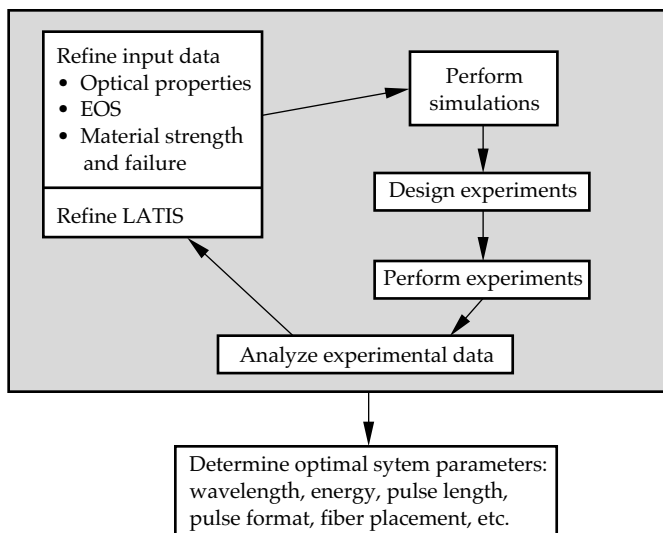 Refine input data
• Optical properties
• EOS
• Material strength
and failure
Refine LATIS
Perform
simulations
Design experiments
Perform experiments
Analyze experimental data
Determine optimal sytem parameters:
wavelength, energy, pulse length,
pulse format, fiber placement, etc.